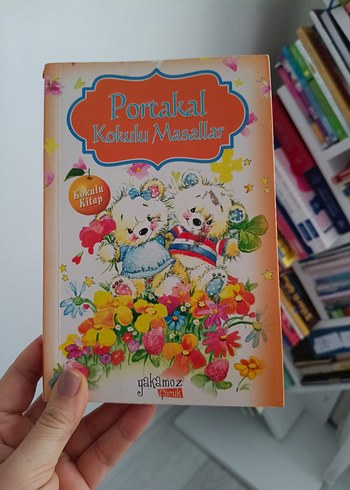 Portakal
Kokulu Masallar
Kokulu
Kitap
yakamoz
çocuk